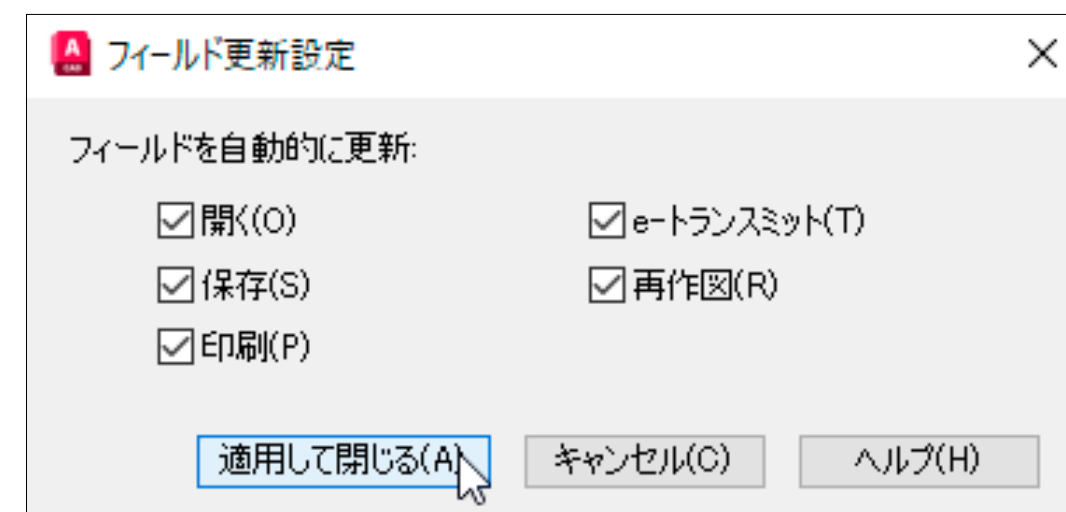 A
CAD
フィールド更新設定
フィールドを自動的に更新:
開く(O)
e-トランスミット(T)
保存(S)
再作図(R)
印刷(P)
適用して閉じる(A)
キャンセル(C)
ヘルプ(H)